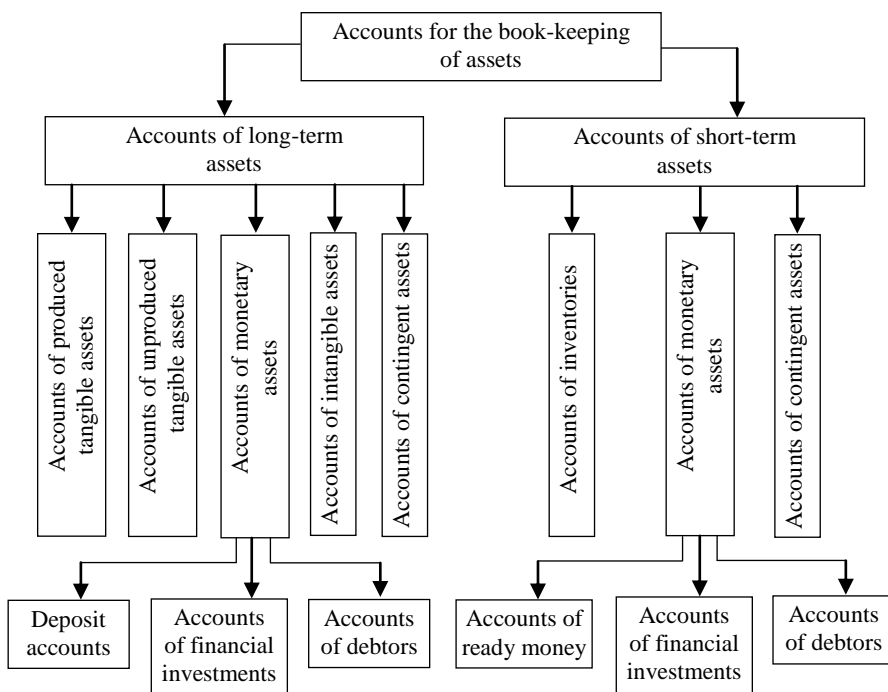 Accounts for the book-keeping
of assets
Accounts of long-term
assets
Accounts of short-term
assets
Accounts of produced
tangible assets
Accounts of unproduced
tangible assets
Accounts of monetary
assets
Accounts of intangible assets
Accounts of contingent assets
Accounts of inventories
Accounts of monetary
assets
Accounts of contingent assets
Deposit
accounts
Accounts
of financial
investments
Accounts
of debtors
Accounts of
ready money
Accounts
of financial
investments
Accounts
of debtors